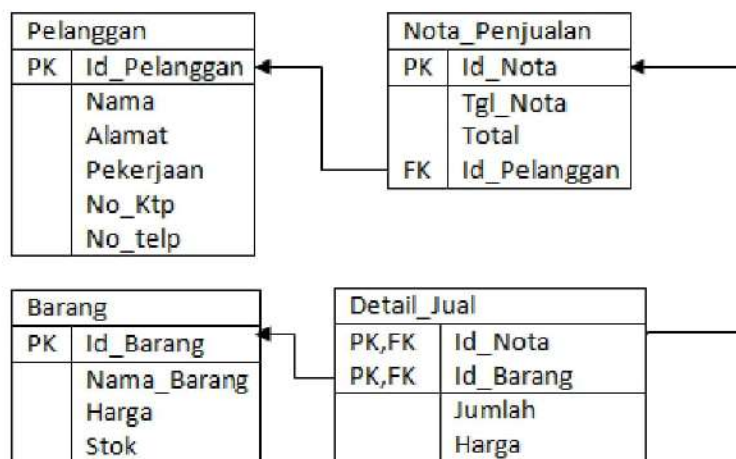 Pelanggan
PK Id_Pelanggan
Nama
Alamat
Pekerjaan
No_Ktp
No_telp
Nota_Penjualan
PK Id_Nota
Tgl_Nota
Total
FK Id_Pelanggan
Barang
PK Id_Barang
Nama_Barang
Harga
Stok
Detail_Jual
PK,FK Id_Nota
PK,FK Id_Barang
Jumlah
Harga